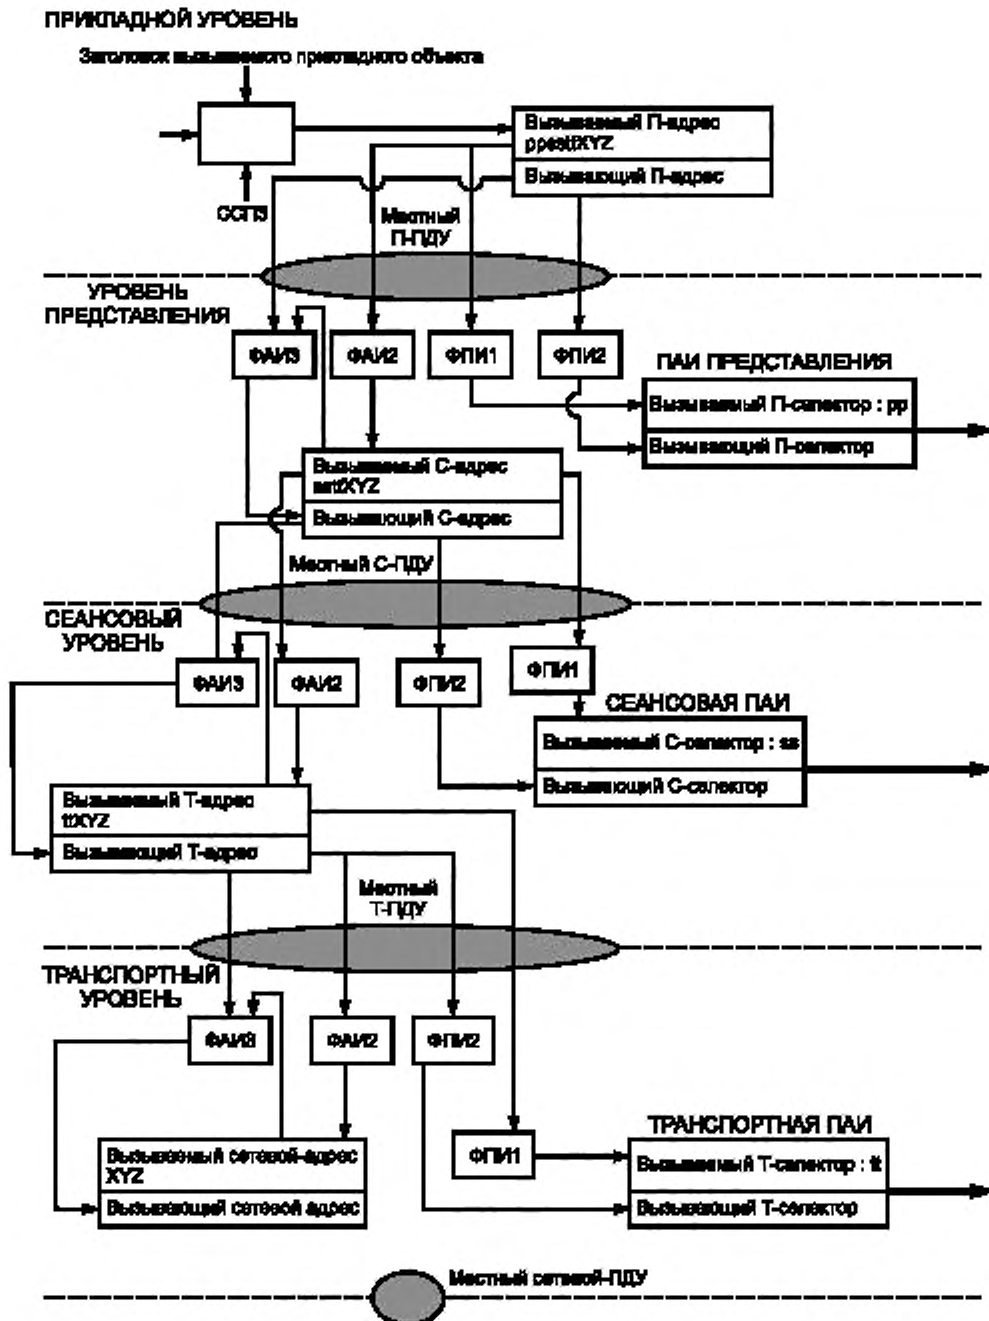 ПРИКЛАДНОЙ УРОВЕНЬ
Заголовок вызываемого прикладного объекта
Вызываемый П-адрес
ppssttXYZ
Вызывающий П-адрес
ССПЗ
Местный
П-ПДУ
УРОВЕНЬ
ПРЕДСТАВЛЕНИЯ
ФАИ3
ФАИ2
ФПИ1
ФПИ2
ПАИ ПРЕДСТАВЛЕНИЯ
Вызываемый П-селектор : pp
Вызывающий П-селектор
Вызываемый С-адрес
ssttXYZ
Вызывающий С-адрес
Местный С-ПДУ
СЕАНСОВЫЙ
УРОВЕНЬ
ФАИ3
ФАИ2
ФПИ2
ФПИ1
СЕАНСОВАЯ ПАИ
Вызываемый С-селектор : ss
Вызывающий С-селектор
Вызываемый Т-адрес
ttXYZ
Вызывающий Т-адрес
Местный
Т-ПДУ
ТРАНСПОРТНЫЙ
УРОВЕНЬ
ФАИ3
ФАИ2
ФПИ2
ФПИ1
ТРАНСПОРТНАЯ ПАИ
Вызываемый Т-селектор : tt
Вызывающий Т-селектор
Вызываемый сетевой-адрес
XYZ
Вызывающий сетевой адрес
Местный сетевой-ПДУ